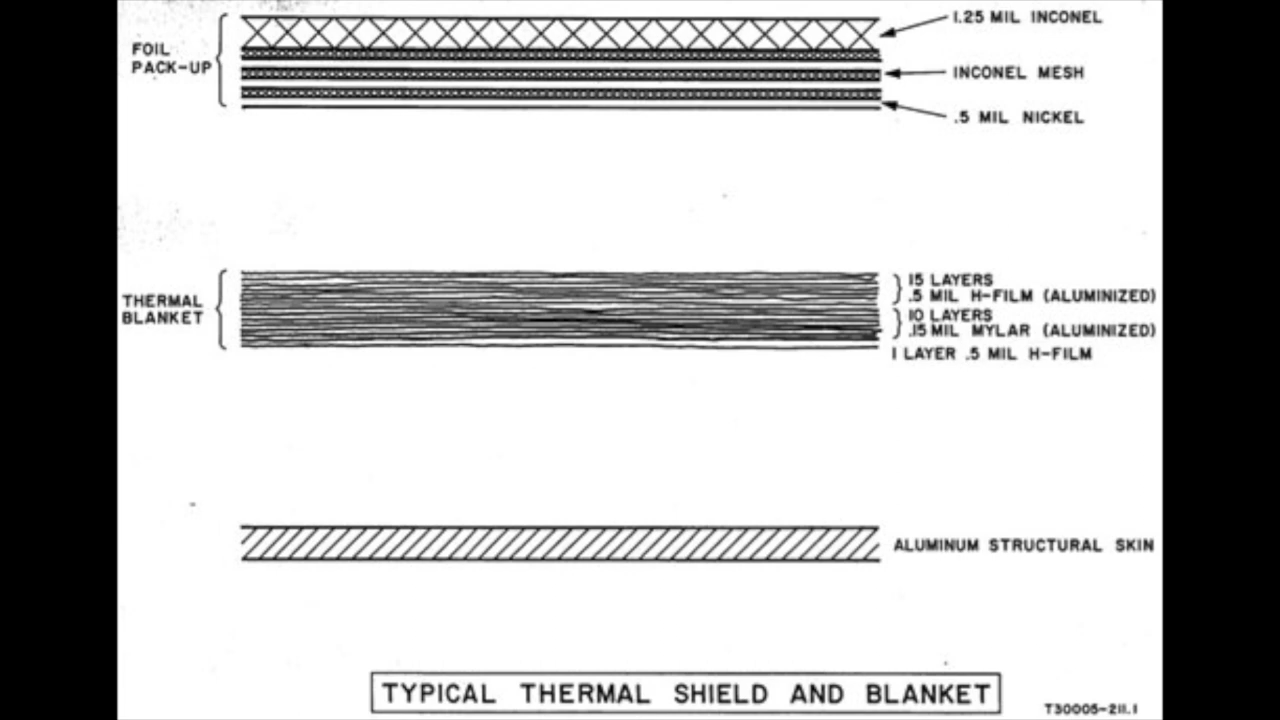 FOIL
PACK-UP
1.25 MIL INCONEL
INCONEL MESH
.5 MIL NICKEL
THERMAL
BLANKET
15 LAYERS
.5 MIL H-FILM (ALUMINIZED)
10 LAYERS
.15 MIL MYLAR (ALUMINIZED)
1 LAYER .5 MIL H-FILM
ALUMINUM STRUCTURAL SKIN
TYPICAL THERMAL SHIELD AND BLANKET
T30005-211.1